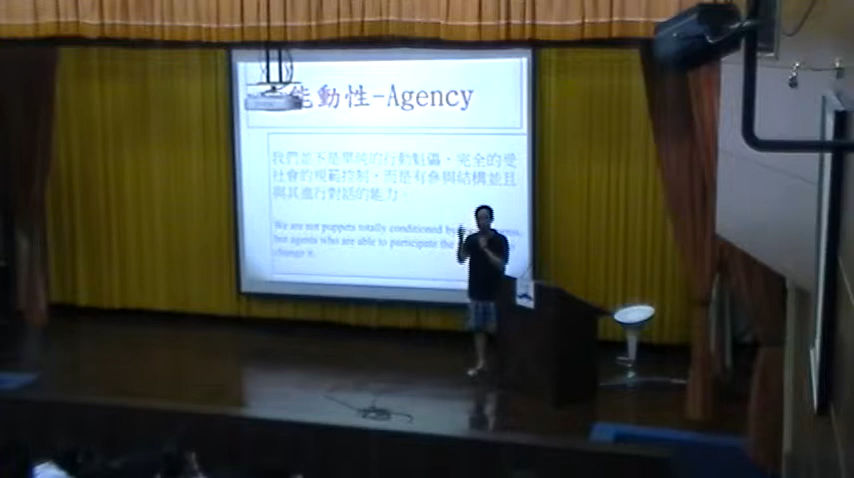 能動性-Agency
我們並不是單純的行動傀儡,完全的受
社會的規範控制,而是有參與結構並且
與其進行對話的能力。
We are not puppets totally conditioned by
but agents who are able to participate the
change it.